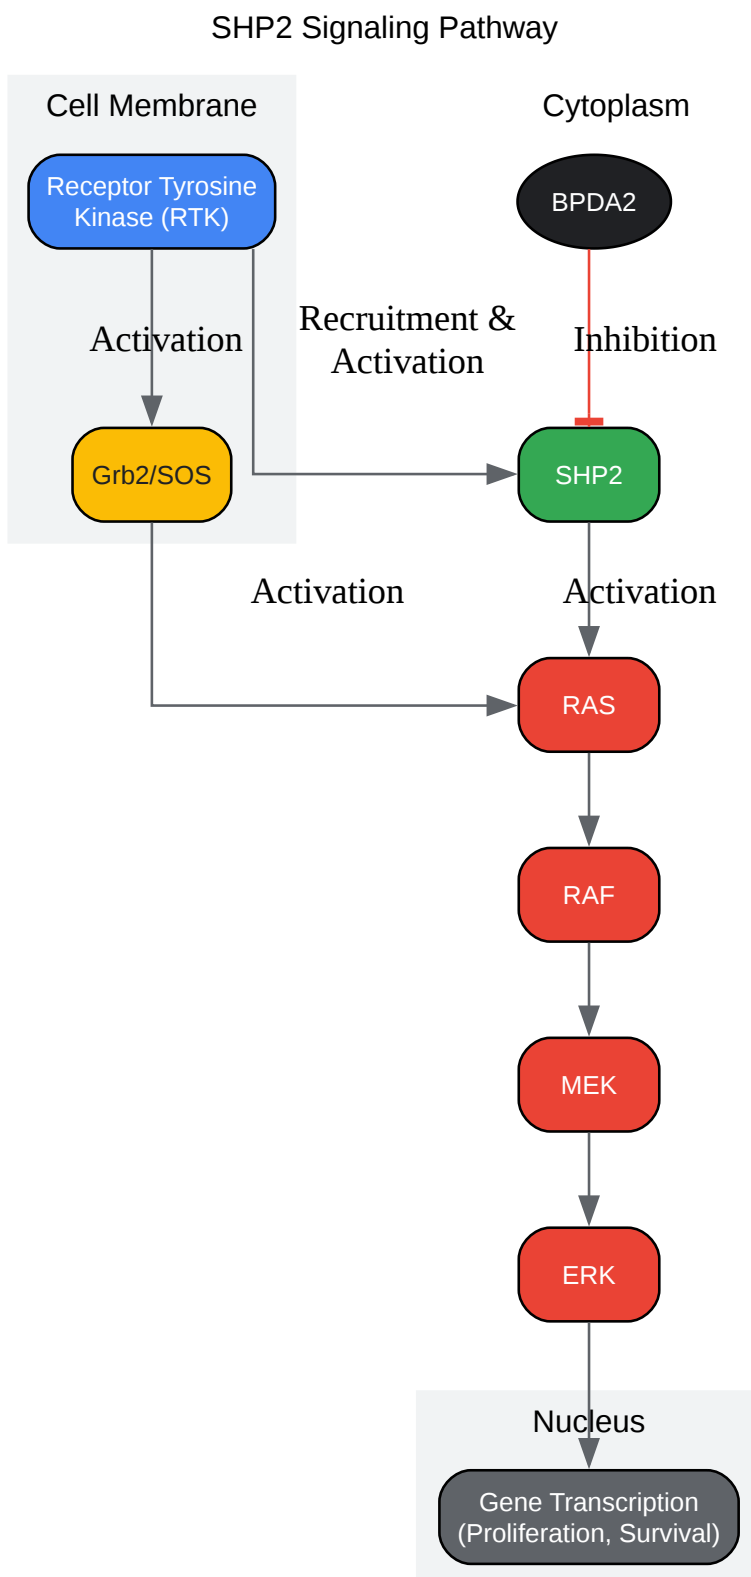 SHP2 Signaling Pathway
Cell Membrane
Cytoplasm
Receptor Tyrosine
Kinase (RTK)
BPDA2
Activation
Recruitment &
Activation
Inhibition
Grb2/SOS
SHP2
Activation
Activation
RAS
RAF
MEK
ERK
Nucleus
Gene Transcription
(Proliferation, Survival)